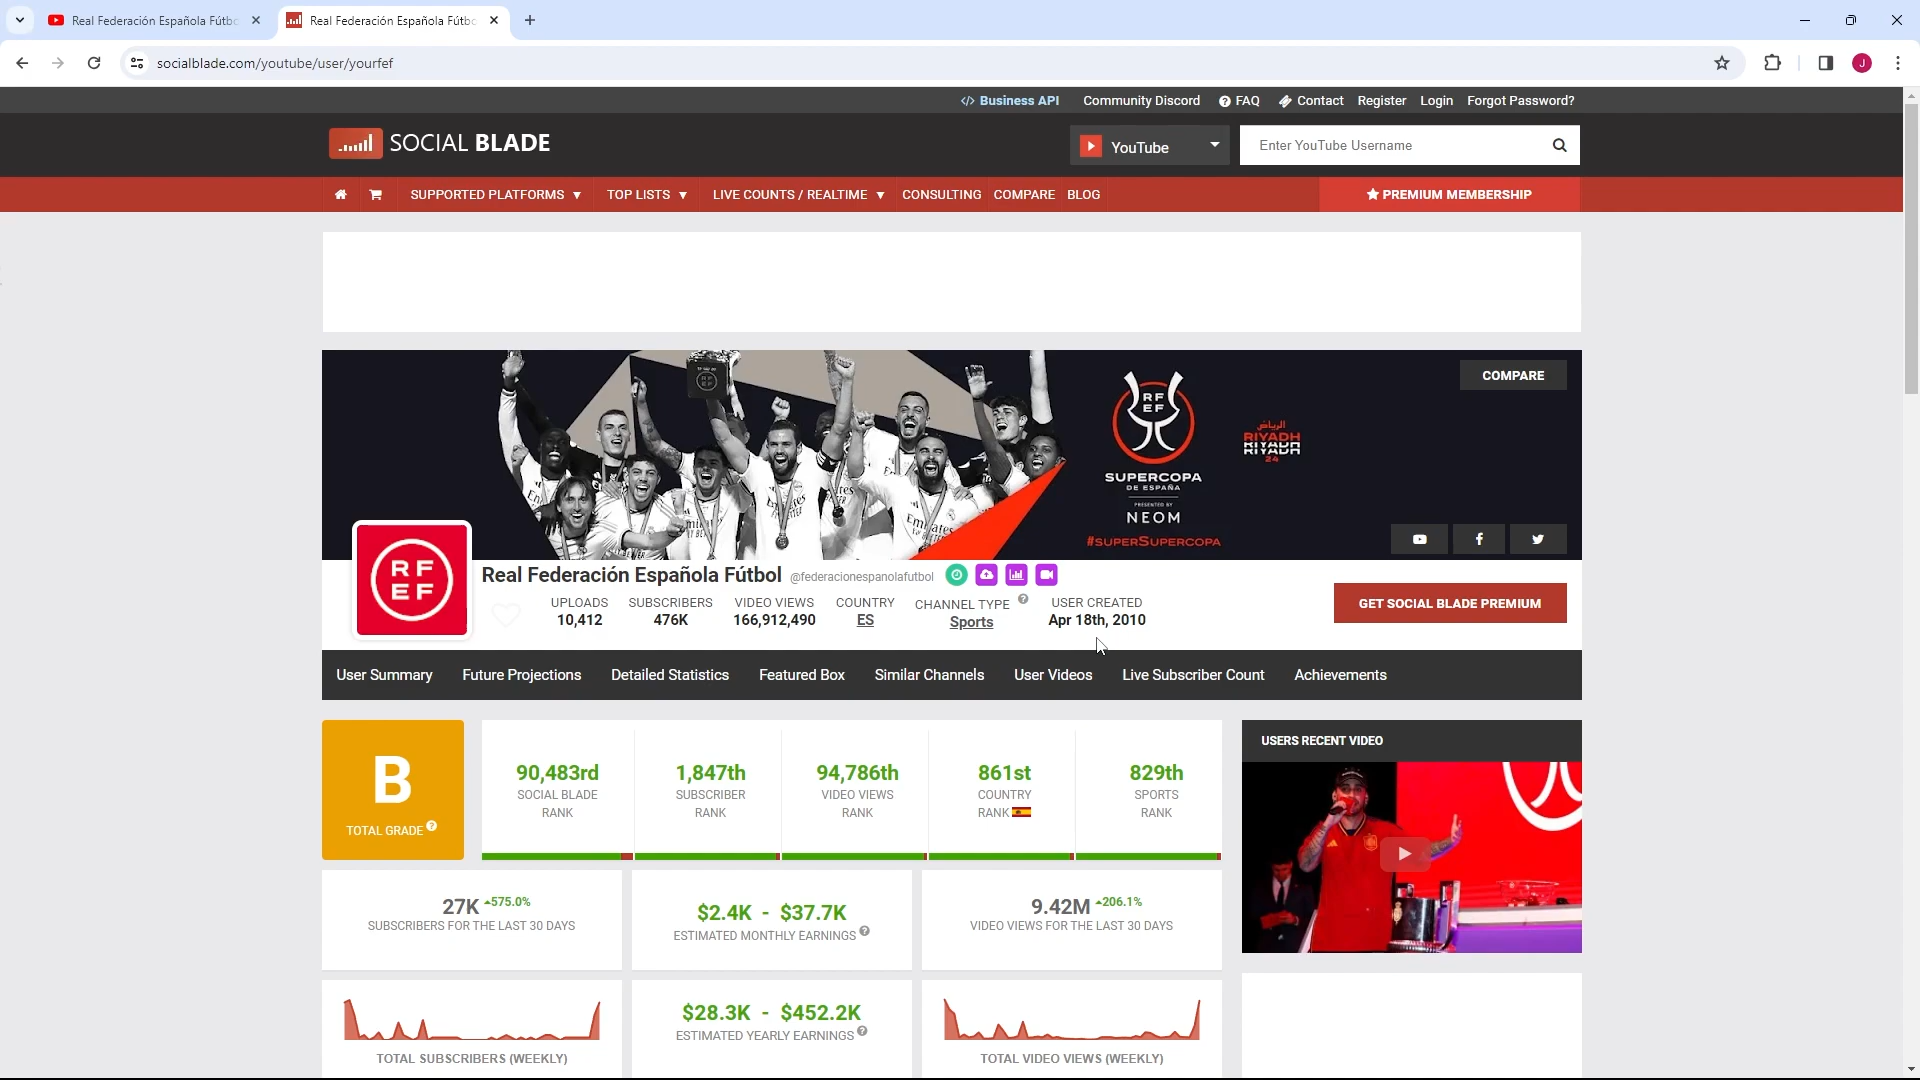 Real Federación Española Fútb
Real Federación Española Fútb
socialblade.com/youtube/user/yourfef
J
</> Business API
Community Discord
FAQ
Contact
Register
Login
Forgot Password?
SOCIAL BLADE
YouTube
Enter YouTube Username
SUPPORTED PLATFORMS
TOP LISTS
LIVE COUNTS / REALTIME
CONSULTING
COMPARE
BLOG
PREMIUM MEMBERSHIP
COMPARE
RF
EF
SUPERCOPA
DE ESPAÑA
PRESENTED BY
NEOM
#SUPERSUPERCOPA
الرياض
RIYADH
RIYADH
24
RF
EF
Real Federación Española Fútbol
@federacionespanolafutbol
UPLOADS
10,412
SUBSCRIBERS
476K
VIDEO VIEWS
166,912,490
COUNTRY
ES
CHANNEL TYPE
Sports
USER CREATED
Apr 18th, 2010
GET SOCIAL BLADE PREMIUM
User Summary
Future Projections
Detailed Statistics
Featured Box
Similar Channels
User Videos
Live Subscriber Count
Achievements
B
TOTAL GRADE
90,483rd
SOCIAL BLADE
RANK
1,847th
SUBSCRIBER
RANK
94,786th
VIDEO VIEWS
RANK
861st
COUNTRY
RANK
829th
SPORTS
RANK
USERS RECENT VIDEO
27K 575.0%
SUBSCRIBERS FOR THE LAST 30 DAYS
$2.4K - $37.7K
ESTIMATED MONTHLY EARNINGS
9.42M 206.1%
VIDEO VIEWS FOR THE LAST 30 DAYS
TOTAL SUBSCRIBERS (WEEKLY)
$28.3K - $452.2K
ESTIMATED YEARLY EARNINGS
TOTAL VIDEO VIEWS (WEEKLY)